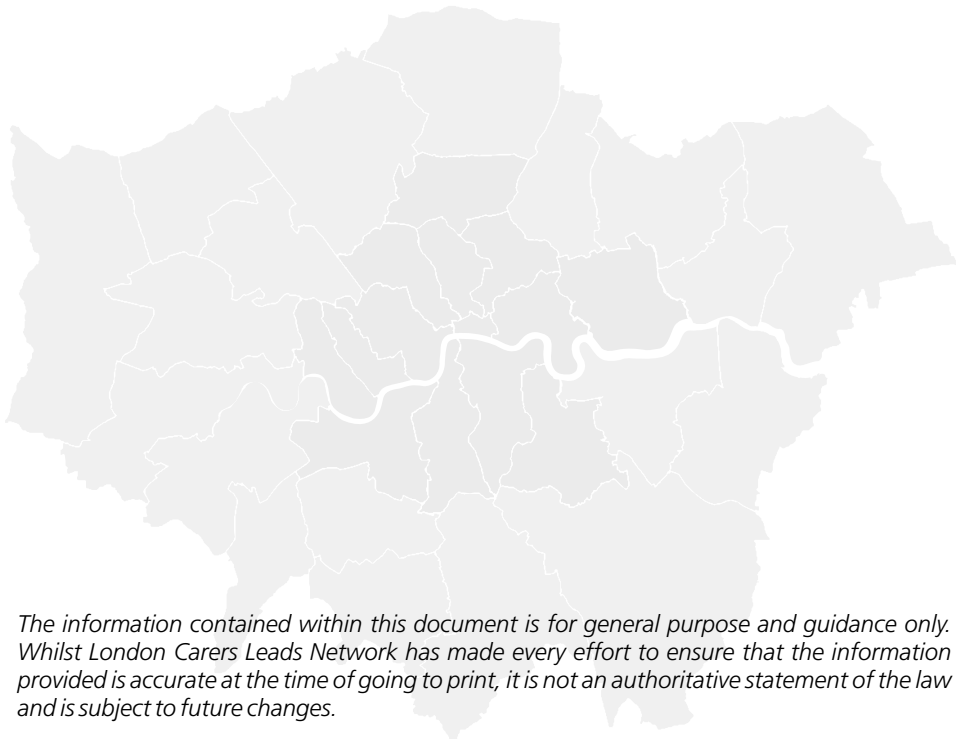 The information contained within this document is for general purpose and guidance only.
Whilst London Carers Leads Network has made every effort to ensure that the information
provided is accurate at the time of going to print, it is not an authoritative statement of the law
and is subject to future changes.